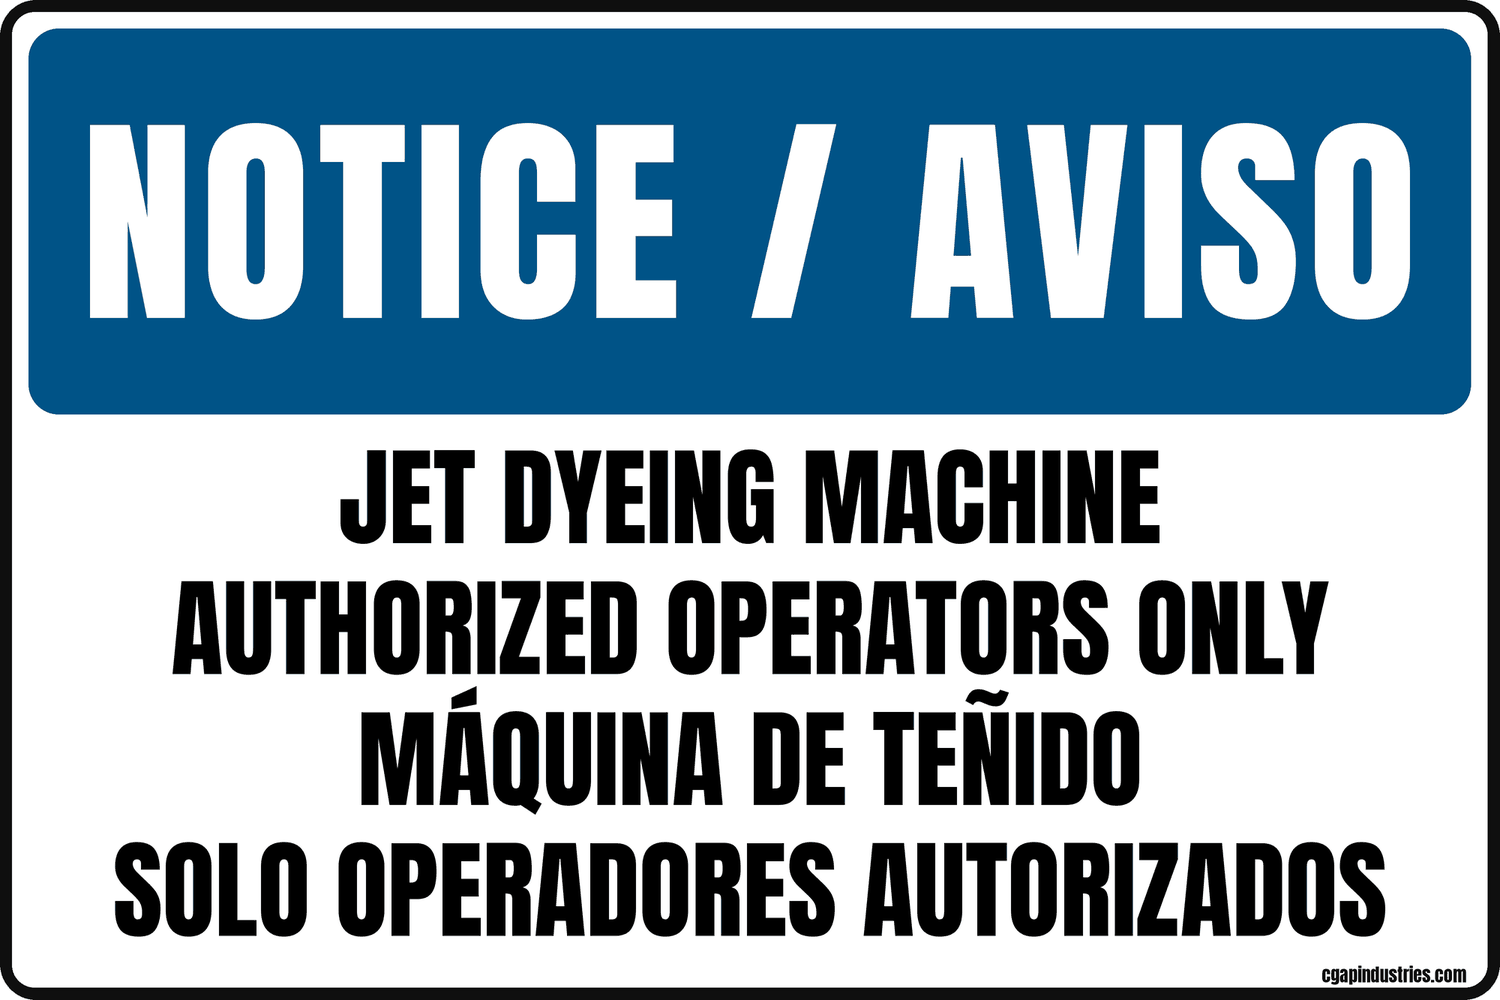 NOTICE / AVISO
JET DYEING MACHINE
AUTHORIZED OPERATORS ONLY
MÁQUINA DE TEÑIDO
SOLO OPERADORES AUTORIZADOS
cgapindustries.com